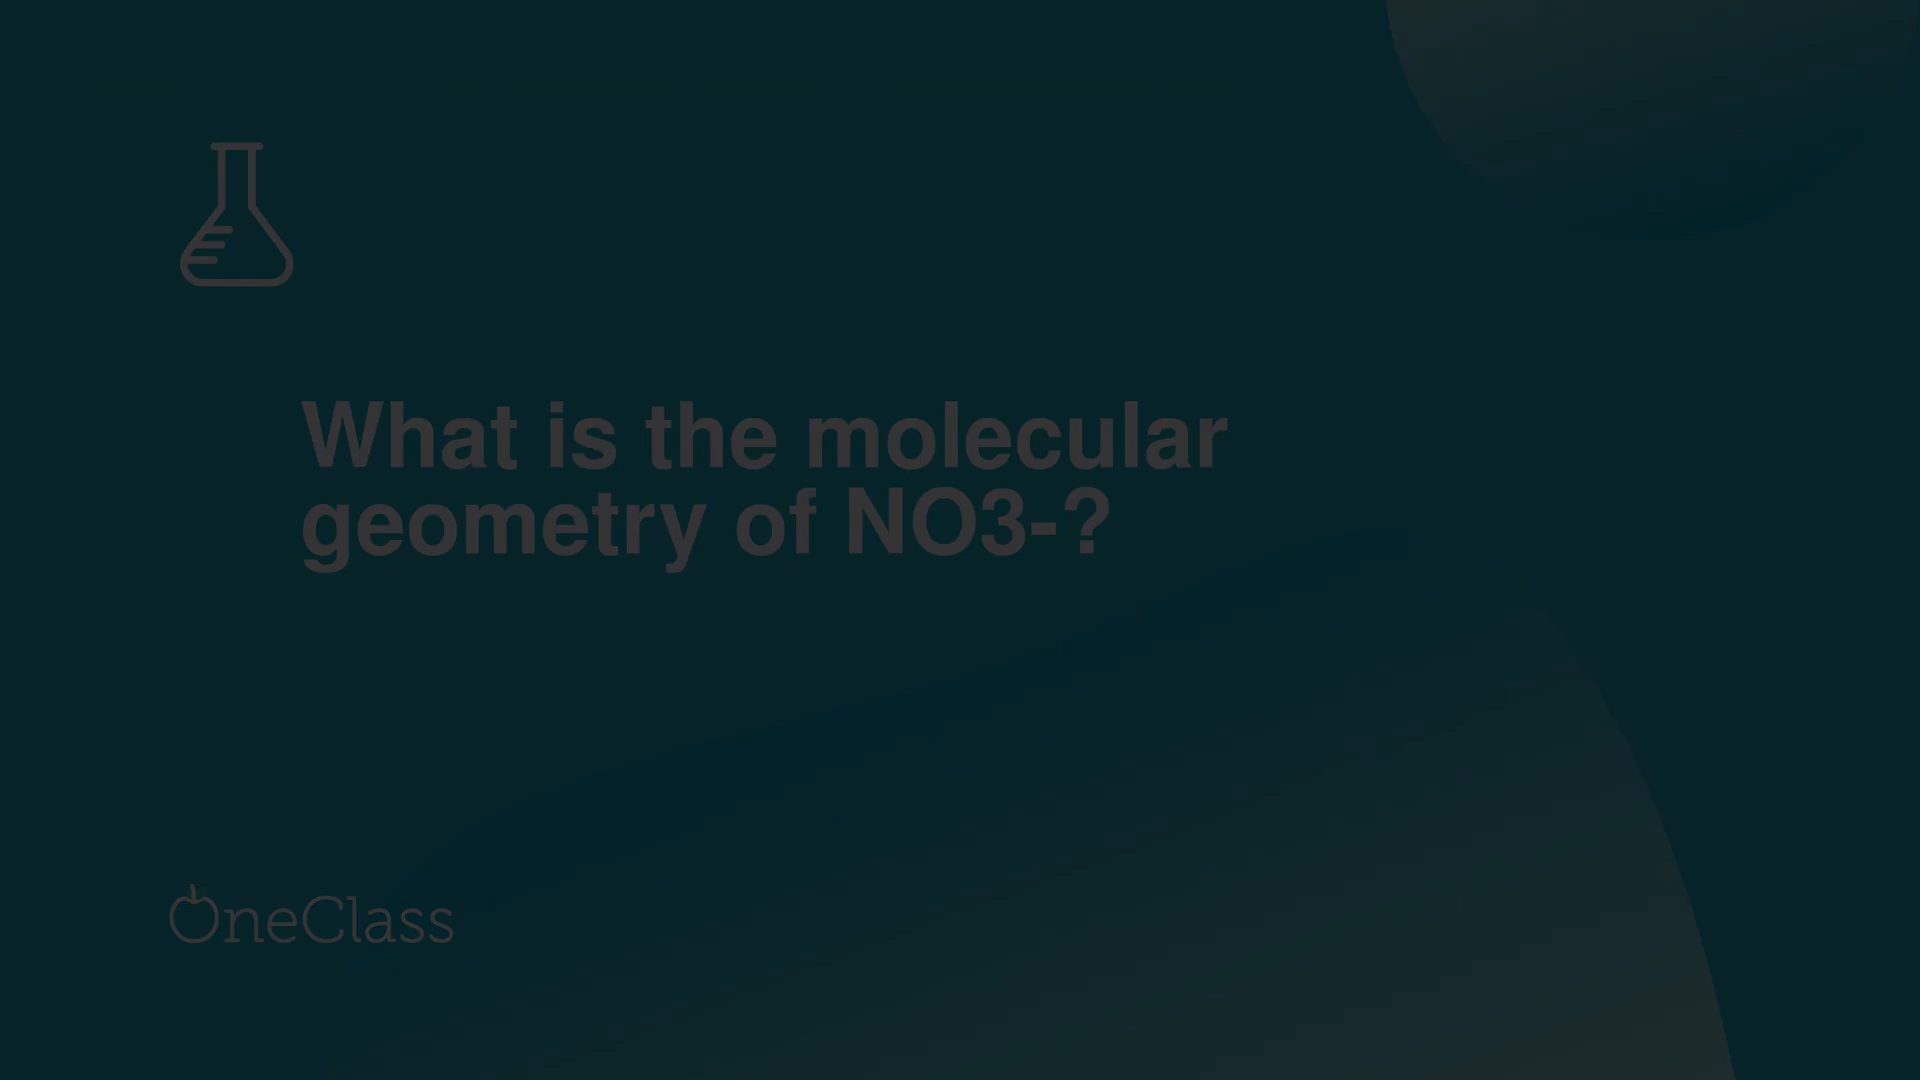 What is the molecular
geometry of NO3-?
OneClass